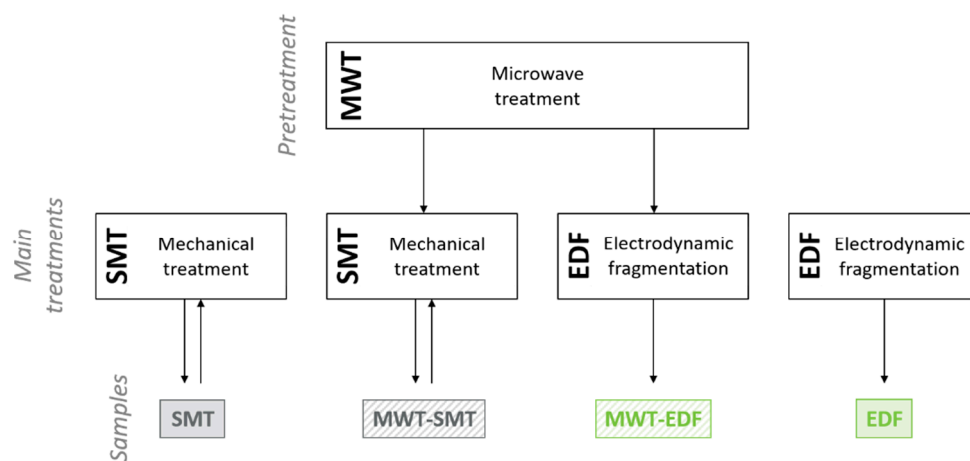 Pretreatment
MWT
Microwave
treatment
Main
treatments
SMT
Mechanical
treatment
SMT
Mechanical
treatment
EDF
Electrodynamic
fragmentation
EDF
Electrodynamic
fragmentation
Samples
SMT
MWT-SMT
MWT-EDF
EDF